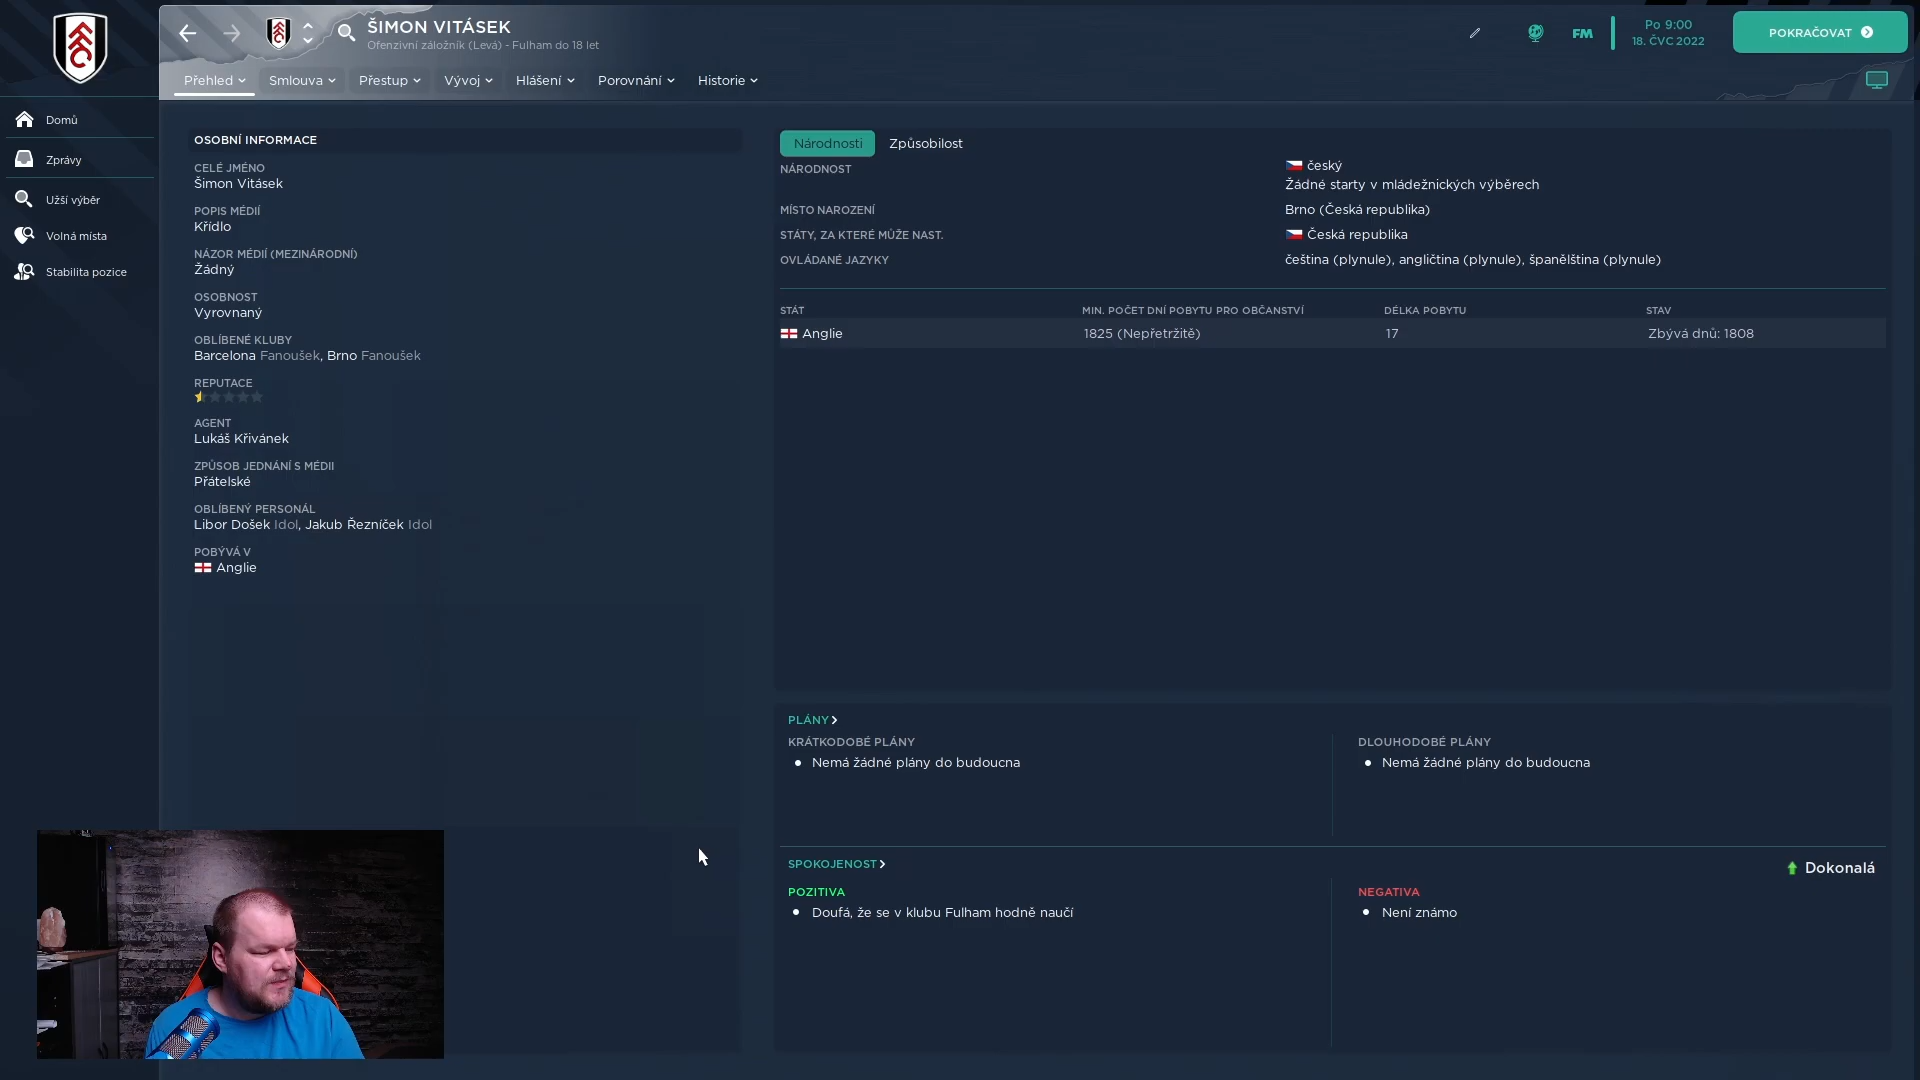 ŠIMON VITÁSEK
Ofenzivní záložník (Levá) - Fulham do 18 let
FM
Po 9:00
18. ČVC 2022
POKRAČOVAT
Přehled
Smlouva
Přestup
Vývoj
Hlášení
Porovnání
Historie
Domů
Zprávy
Užší výběr
Volná místa
Stabilita pozice
OSOBNÍ INFORMACE
CELÉ JMÉNO
Šimon Vitásek
POPIS MÉDIÍ
Křídlo
NÁZOR MÉDIÍ (MEZINÁRODNÍ)
Žádný
OSOBNOST
Vyrovnaný
OBLÍBENÉ KLUBY
Barcelona Fanoušek, Brno Fanoušek
REPUTACE
AGENT
Lukáš Křivánek
ZPŮSOB JEDNÁNÍ S MÉDII
Přátelské
OBLÍBENÝ PERSONÁL
Libor Došek Idol, Jakub Řezníček Idol
POBÝVÁ V
Anglie
Národnosti
Způsobilost
NÁRODNOST
český
Žádné starty v mládežnických výběrech
MÍSTO NAROZENÍ
Brno (Česká republika)
STÁTY, ZA KTERÉ MŮŽE NAST.
Česká republika
OVLÁDANÉ JAZYKY
čeština (plynule), angličtina (plynule), španělština (plynule)
STÁT
MIN. POČET DNÍ POBYTU PRO OBČANSTVÍ
DÉLKA POBYTU
STAV
Anglie
1825 (Nepřetržitě)
17
Zbývá dnů: 1808
PLÁNY
KRÁTKODOBÉ PLÁNY
Nemá žádné plány do budoucna
DLOUHODOBÉ PLÁNY
Nemá žádné plány do budoucna
SPOKOJENOST
Dokonalá
POZITIVA
Doufá, že se v klubu Fulham hodně naučí
NEGATIVA
Není známo